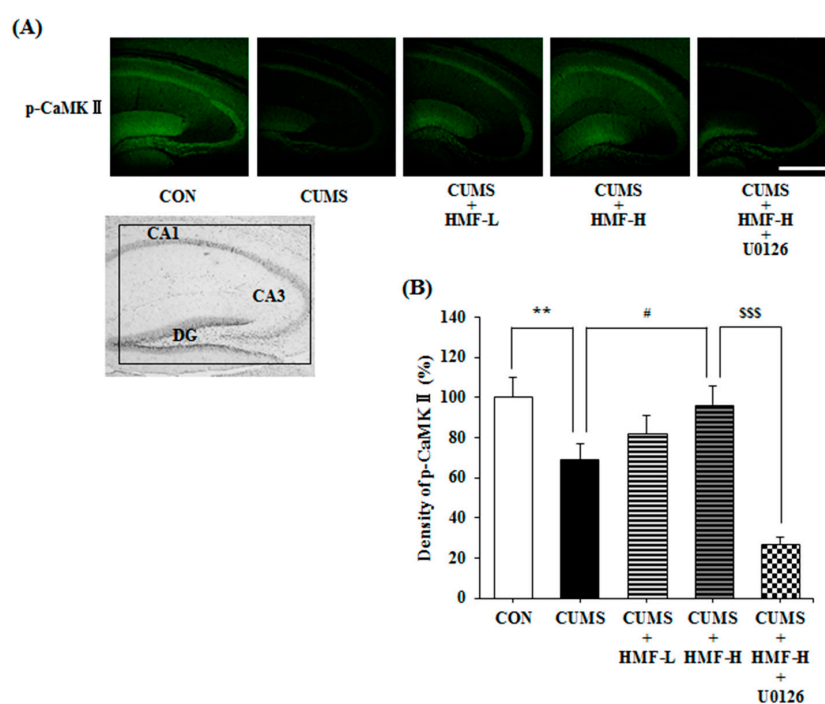 (A)
p-CaMK Ⅱ
CON
CUMS
CUMS
+
HMF-L
CUMS
+
HMF-H
CUMS
+
HMF-H
+
U0126
CA1
CA3
DG
(B)
Density of p-CaMK Ⅱ (%)
140
120
100
80
60
40
20
0
**
#
$$$
CON
CUMS
CUMS
+
HMF-L
CUMS
+
HMF-H
CUMS
+
HMF-H
+
U0126